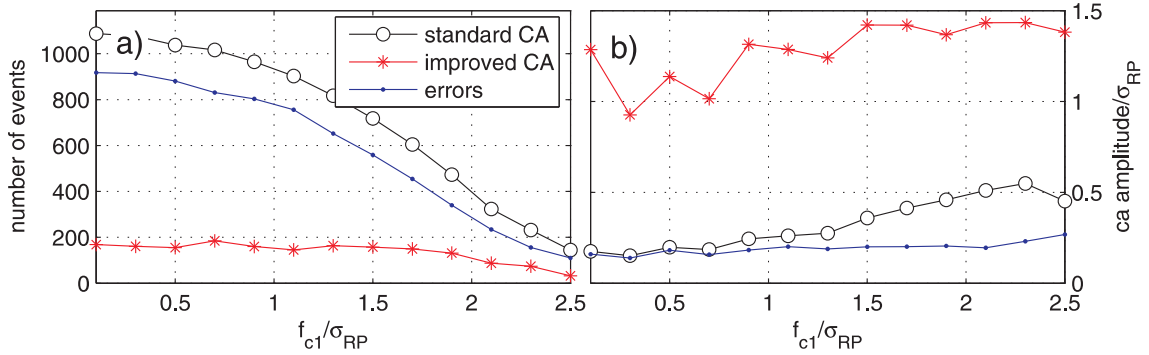 a)
standard CA
improved CA
errors
number of events
1000
800
600
400
200
0
0.5 1 1.5 2 2.5
f_c1/σ_RP
b)
1.5
1
0.5
0
ca amplitude/σ_RP
0.5 1 1.5 2 2.5
f_c1/σ_RP